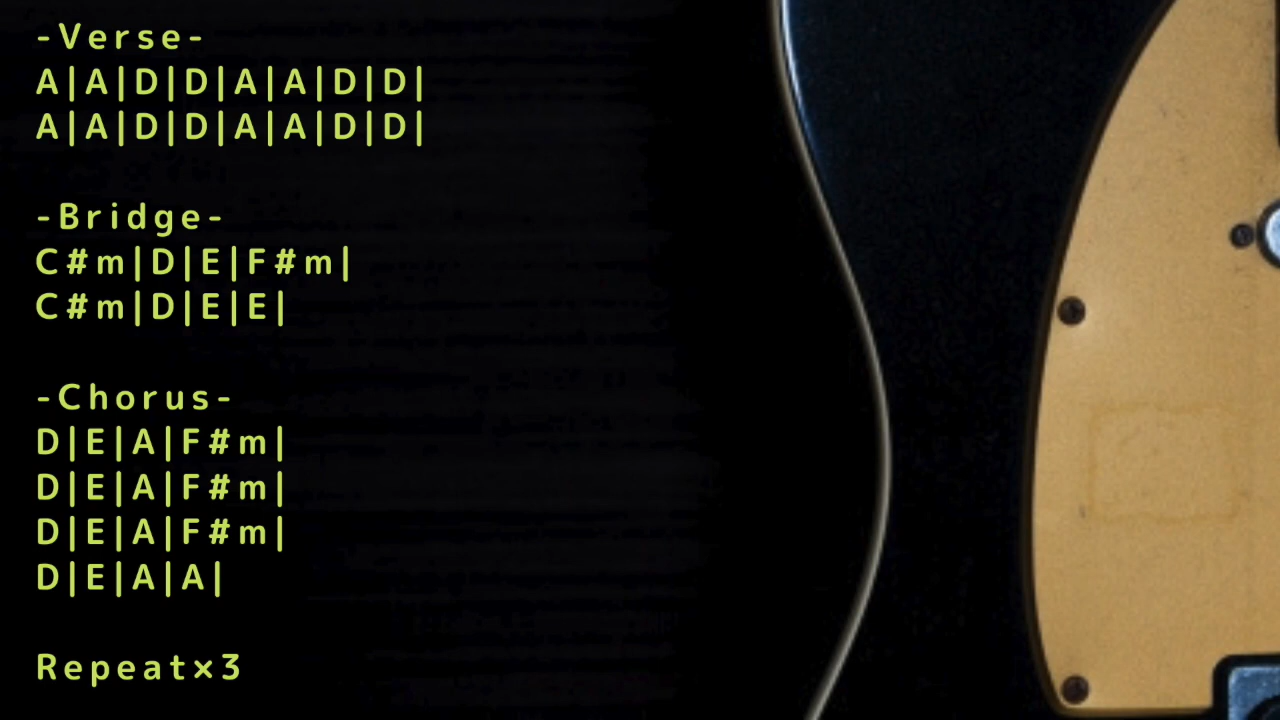 -Verse-
A|A|D|D|A|A|D|D|
A|A|D|D|A|A|D|D|
-Bridge-
C#m|D|E|F#m|
C#m|D|E|E|
-Chorus-
D|E|A|F#m|
D|E|A|F#m|
D|E|A|F#m|
D|E|A|A|
Repeat×3